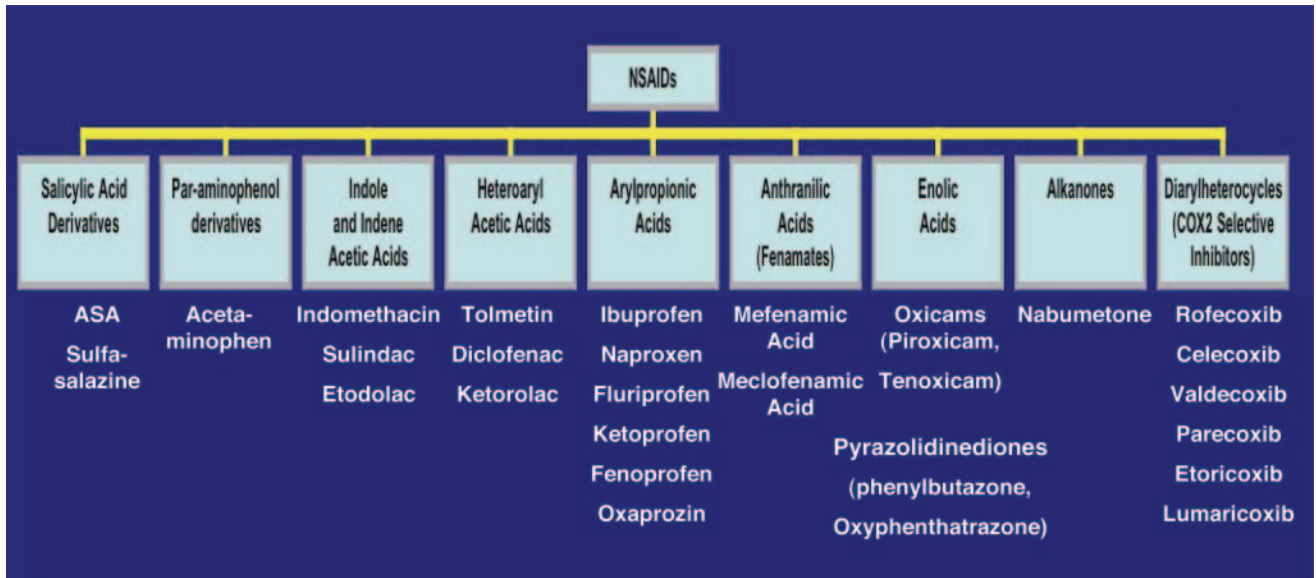 NSAIDs
Salicylic Acid
Derivatives
Par-aminophenol
derivatives
Indole
and Indene
Acetic Acids
Heteroaryl
Acetic Acids
Arylpropionic
Acids
Anthranilic
Acids
(Fenamates)
Enolic
Acids
Alkanones
Diarylheterocycles
(COX2 Selective
Inhibitors)
ASA
Sulfa-
salazine
Aceta-
minophen
Indomethacin
Sulindac
Etodolac
Tolmetin
Diclofenac
Ketorolac
Ibuprofen
Naproxen
Fluriprofen
Ketoprofen
Fenoprofen
Oxaprozin
Mefenamic
Acid
Meclofenamic
Acid
Oxicams
(Piroxicam,
Tenoxicam)
Pyrazolidinediones
(phenylbutazone,
Oxyphenthatrazone)
Nabumetone
Rofecoxib
Celecoxib
Valdecoxib
Parecoxib
Etoricoxib
Lumaricoxib